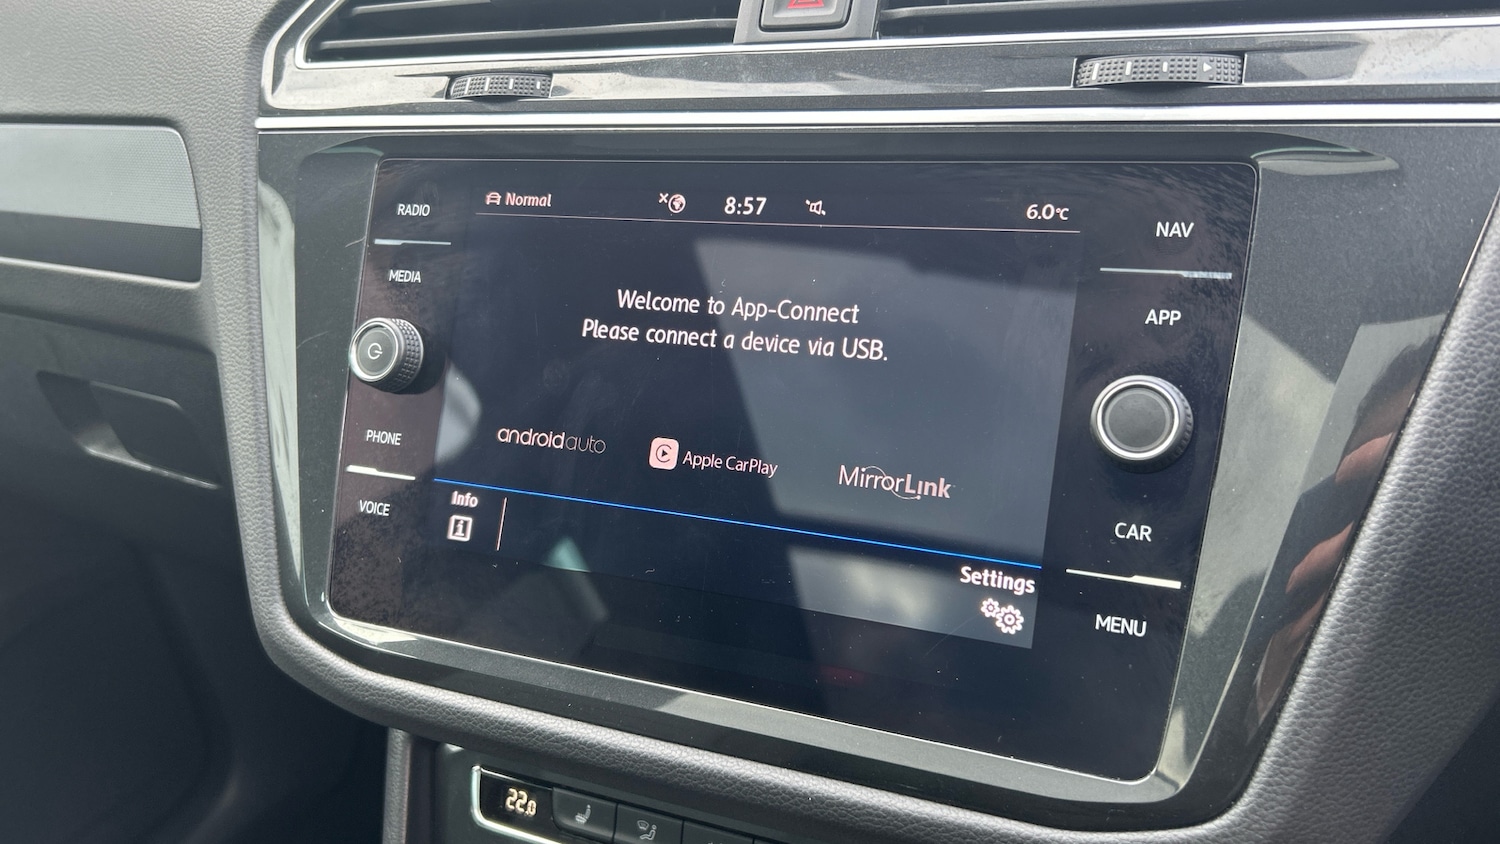 RADIO
MEDIA
PHONE
VOICE
Normal
8:57
6.0°C
Welcome to App-Connect
Please connect a device via USB.
androidauto
Apple CarPlay
MirrorLink
Info
i
Settings
NAV
APP
CAR
MENU
22.0